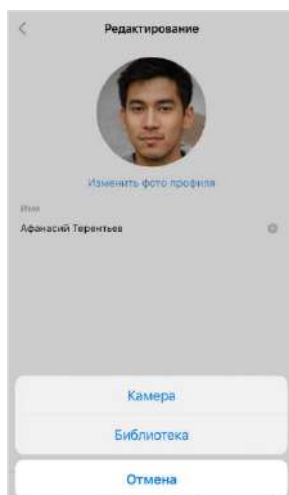 Редактирование
Изменить фото профиля
Имя
Афанасий Терентьев
Камера
Библиотека
Отмена